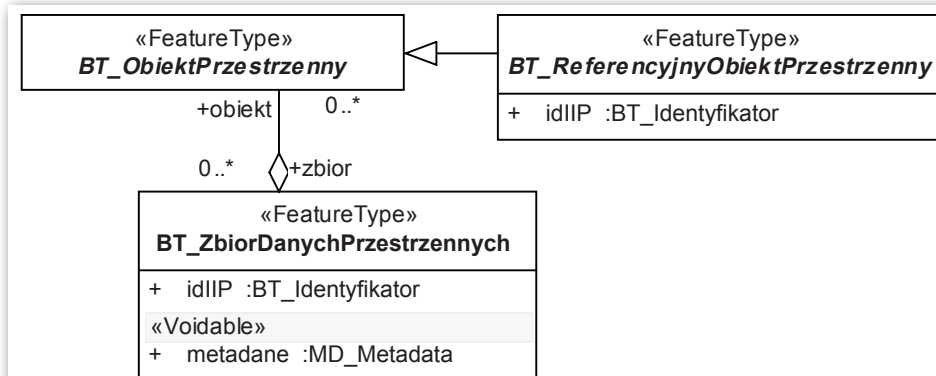 «FeatureType»
BT_ObiektPrzestrzenny
«FeatureType»
BT_ReferencyjnyObiektPrzestrzenny
+ idIIP :BT_Identyfikator
+obiekt 0..*
0..* +zbior
«FeatureType»
BT_ZbiorDanychPrzestrzennych
+ idIIP :BT_Identyfikator
«Voidable»
+ metadane :MD_Metadata